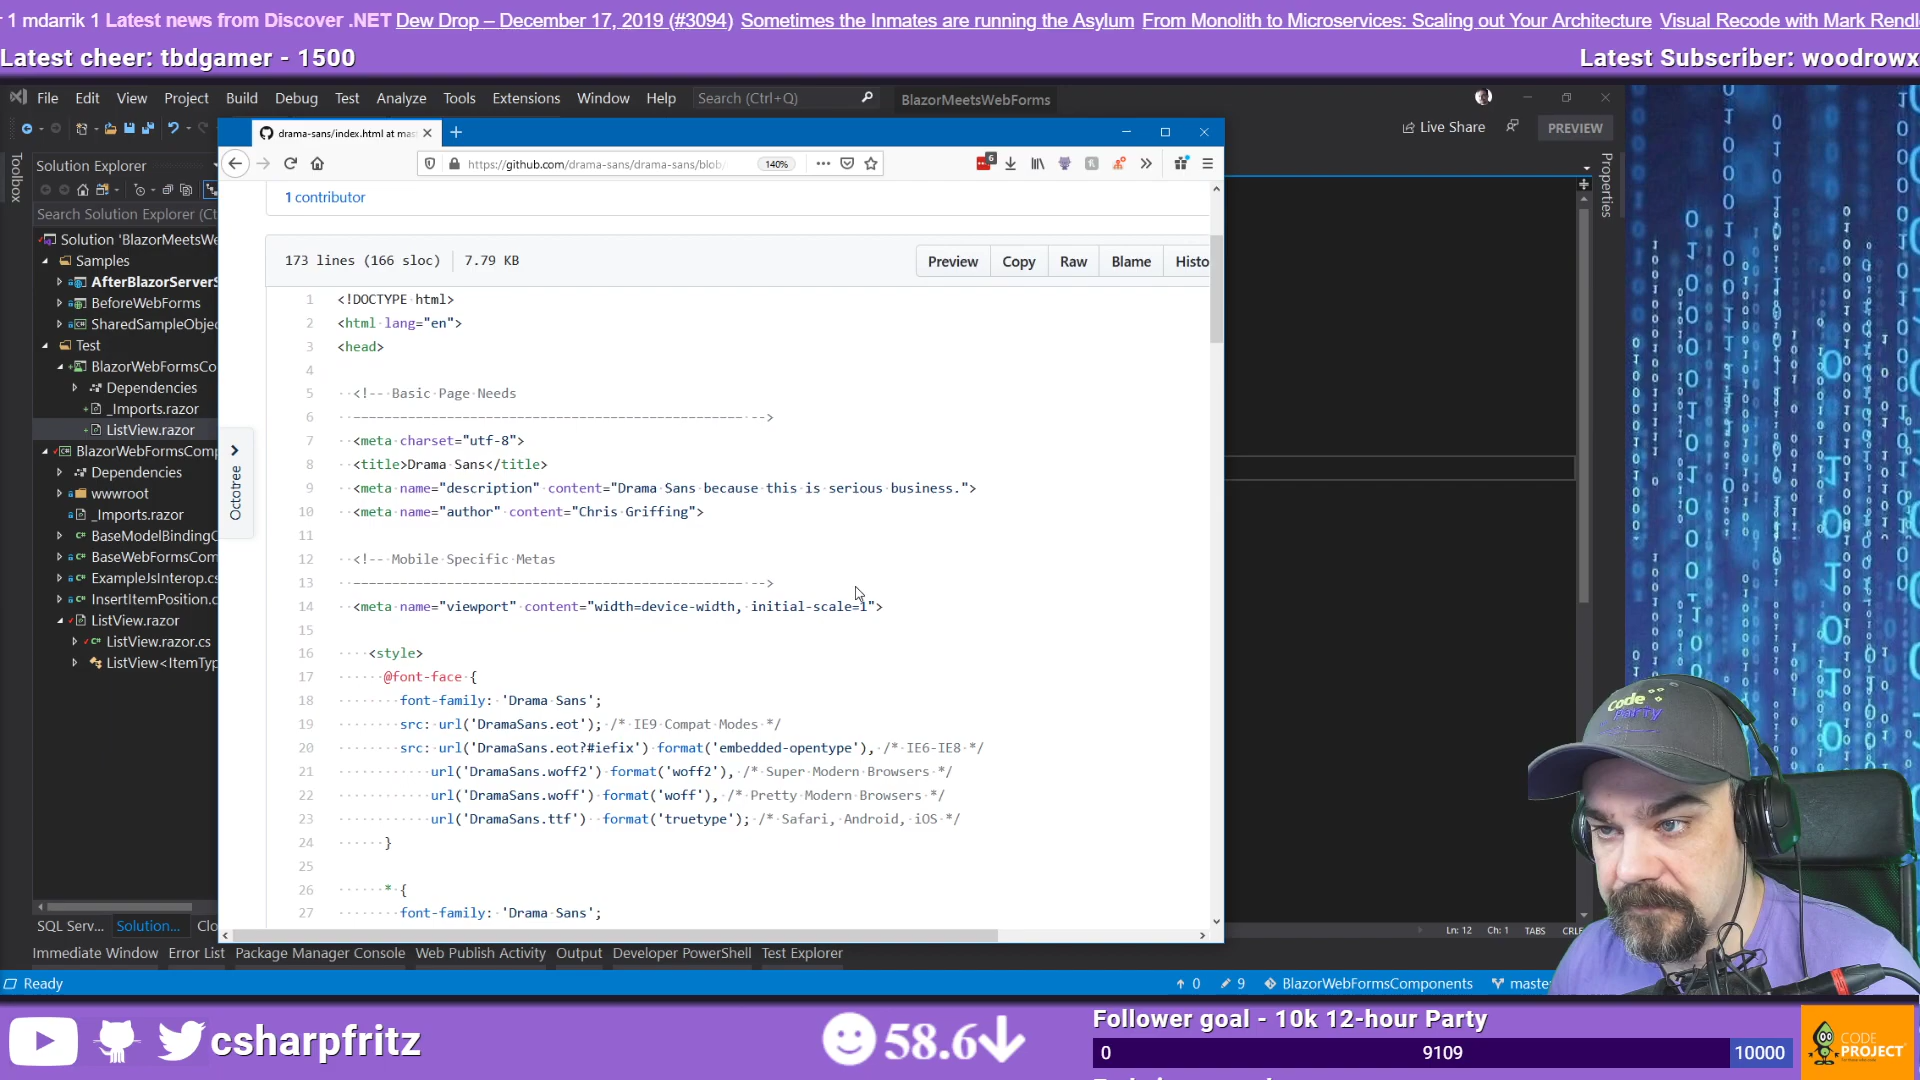 1 mdarrik 1 Latest news from Discover .NET Dew Drop – December 17, 2019 (#3094) Sometimes the Inmates are running the Asylum From Monolith to Microservices: Scaling out Your Architecture Visual Recode with Mark Rendl
Latest cheer: tbdgamer - 1500
Latest Subscriber: woodrowx
File Edit View Project Build Debug Test Analyze Tools Extensions Window Help Search (Ctrl+Q) BlazorMeetsWebForms
Live Share PREVIEW
drama-sans/index.html at mas
https://github.com/drama-sans/drama-sans/blob/ 140%
6
Toolbox
Properties
Solution Explorer
Search Solution Explorer (Ct
Solution 'BlazorMeetsWe
Samples
AfterBlazorServerS
BeforeWebForms
SharedSampleObjec
Test
BlazorWebFormsCo
Dependencies
_Imports.razor
ListView.razor
BlazorWebFormsComp
Dependencies
wwwroot
_Imports.razor
BaseModelBindingC
BaseWebFormsCom
ExampleJsInterop.cs
InsertItemPosition.c
ListView.razor
ListView.razor.cs
ListView<ItemTyp
SQL Serv... Solution... Clo
Octotree
1 contributor
173 lines (166 sloc) 7.79 KB
Preview Copy Raw Blame Histo
1 <!DOCTYPE·html>
2 <html·lang="en">
3 <head>
4
5 ··<!--·Basic·Page·Needs
6 ··––––––––––––––––––––––––––––––––––––––––––––––––––·-->
7 ··<meta·charset="utf-8">
8 ··<title>Drama·Sans</title>
9 ··<meta·name="description"·content="Drama·Sans·because·this·is·serious·business.">
10 ··<meta·name="author"·content="Chris·Griffing">
11
12 ··<!--·Mobile·Specific·Metas
13 ··––––––––––––––––––––––––––––––––––––––––––––––––––·-->
14 ··<meta·name="viewport"·content="width=device-width,·initial-scale=1">
15
16 ····<style>
17 ······@font-face·{
18 ········font-family:·'Drama·Sans';
19 ········src:·url('DramaSans.eot');·/*·IE9·Compat·Modes·*/
20 ········src:·url('DramaSans.eot?#iefix')·format('embedded-opentype'),·/*·IE6-IE8·*/
21 ············url('DramaSans.woff2')·format('woff2'),·/*·Super·Modern·Browsers·*/
22 ············url('DramaSans.woff')·format('woff'),·/*·Pretty·Modern·Browsers·*/
23 ············url('DramaSans.ttf')··format('truetype');·/*·Safari,·Android,·iOS·*/
24 ······}
25
26 ······*·{
27 ········font-family:·'Drama·Sans';
Ln: 12 Ch: 1 TABS CRLF
Immediate Window Error List Package Manager Console Web Publish Activity Output Developer PowerShell Test Explorer
Ready 0 9 BlazorWebFormsComponents maste
Code
Party
csharpfritz
58.6
Follower goal - 10k 12-hour Party
0 9109 10000
CODE
PROJECT